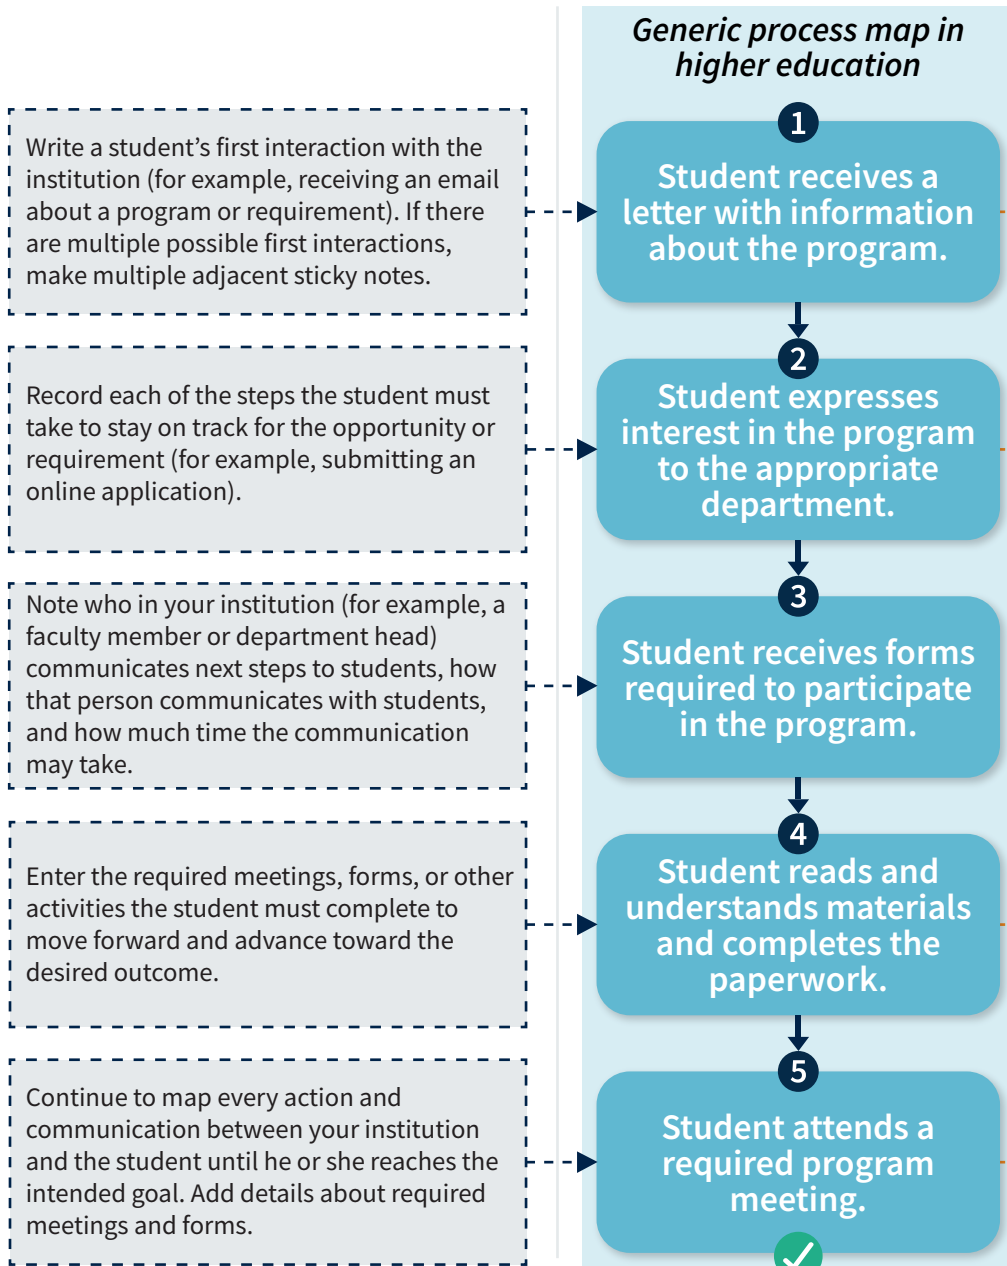 Generic process map in
higher education
Write a student’s first interaction with the
institution (for example, receiving an email
about a program or requirement). If there
are multiple possible first interactions,
make multiple adjacent sticky notes.
1
Student receives a
letter with information
about the program.
Record each of the steps the student must
take to stay on track for the opportunity or
requirement (for example, submitting an
online application).
2
Student expresses
interest in the program
to the appropriate
department.
Note who in your institution (for example, a
faculty member or department head)
communicates next steps to students, how
that person communicates with students,
and how much time the communication
may take.
3
Student receives forms
required to participate
in the program.
Enter the required meetings, forms, or other
activities the student must complete to
move forward and advance toward the
desired outcome.
4
Student reads and
understands materials
and completes the
paperwork.
Continue to map every action and
communication between your institution
and the student until he or she reaches the
intended goal. Add details about required
meetings and forms.
5
Student attends a
required program
meeting.